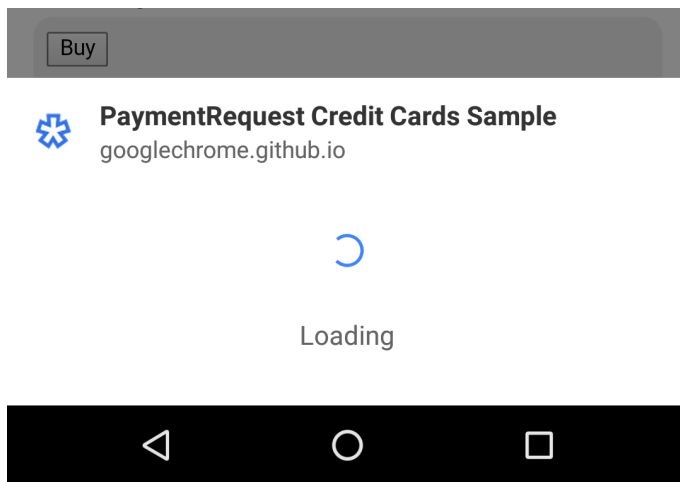 Buy
PaymentRequest Credit Cards Sample
googlechrome.github.io
Loading